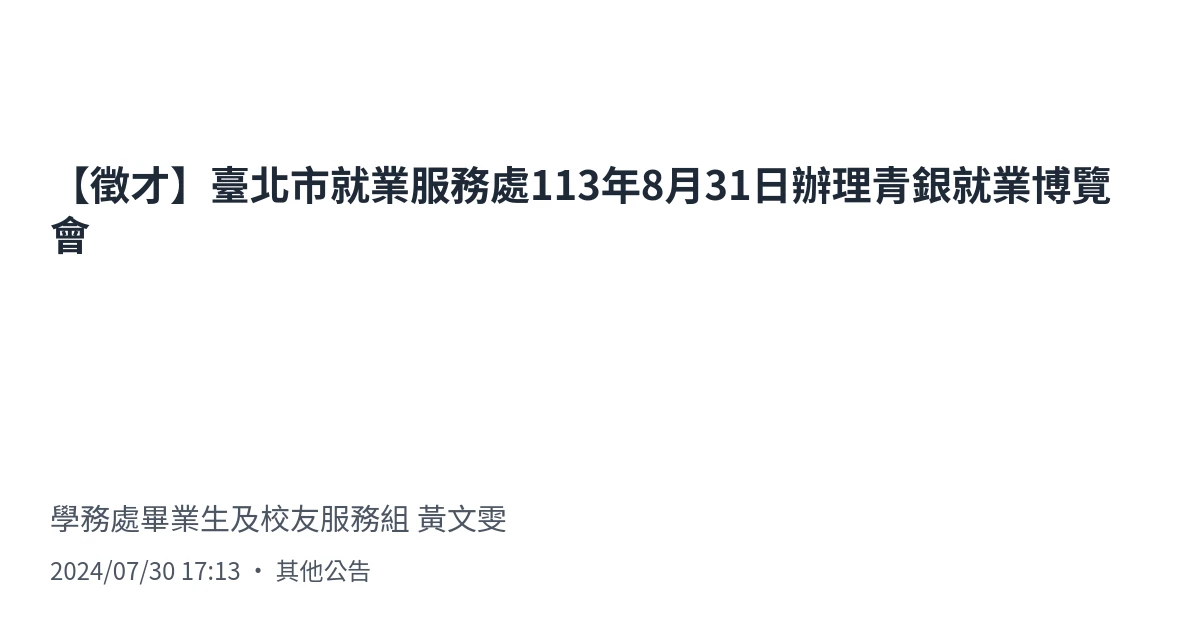 【徵才】臺北市就業服務處113年8月31日辦理青銀就業博覽
會
學務處畢業生及校友服務組 黃文雯
2024/07/30 17:13 • 其他公告